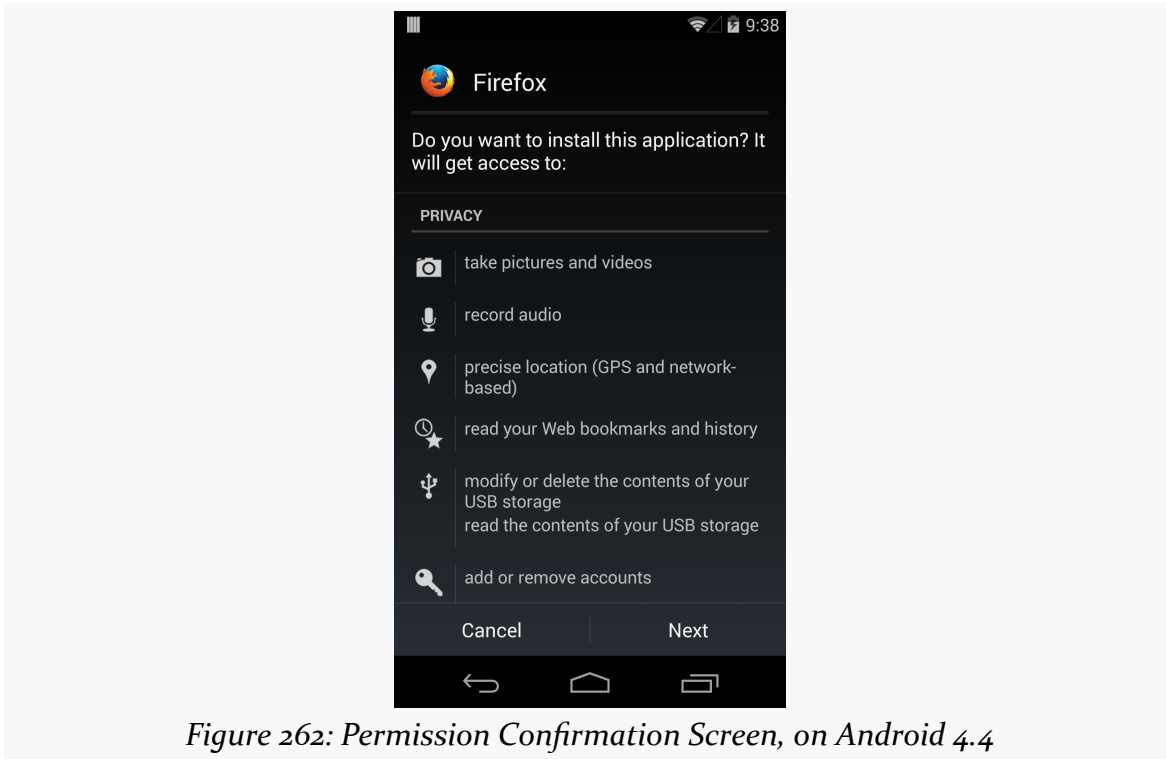 9:38
Firefox
Do you want to install this application? It
will get access to:
PRIVACY
take pictures and videos
record audio
precise location (GPS and network-
based)
read your Web bookmarks and history
modify or delete the contents of your
USB storage
read the contents of your USB storage
add or remove accounts
Cancel Next
Figure 262: Permission Confirmation Screen, on Android 4.4